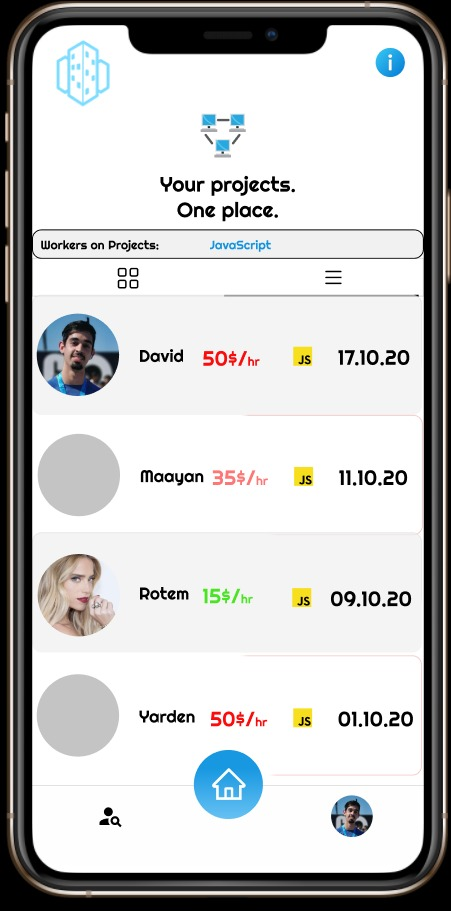 i
Your projects.
One place.
Workers on Projects: JavaScript
David 50$/hr JS 17.10.20
Maayan 35$/hr JS 11.10.20
Rotem 15$/hr JS 09.10.20
Yarden 50$/hr JS 01.10.20